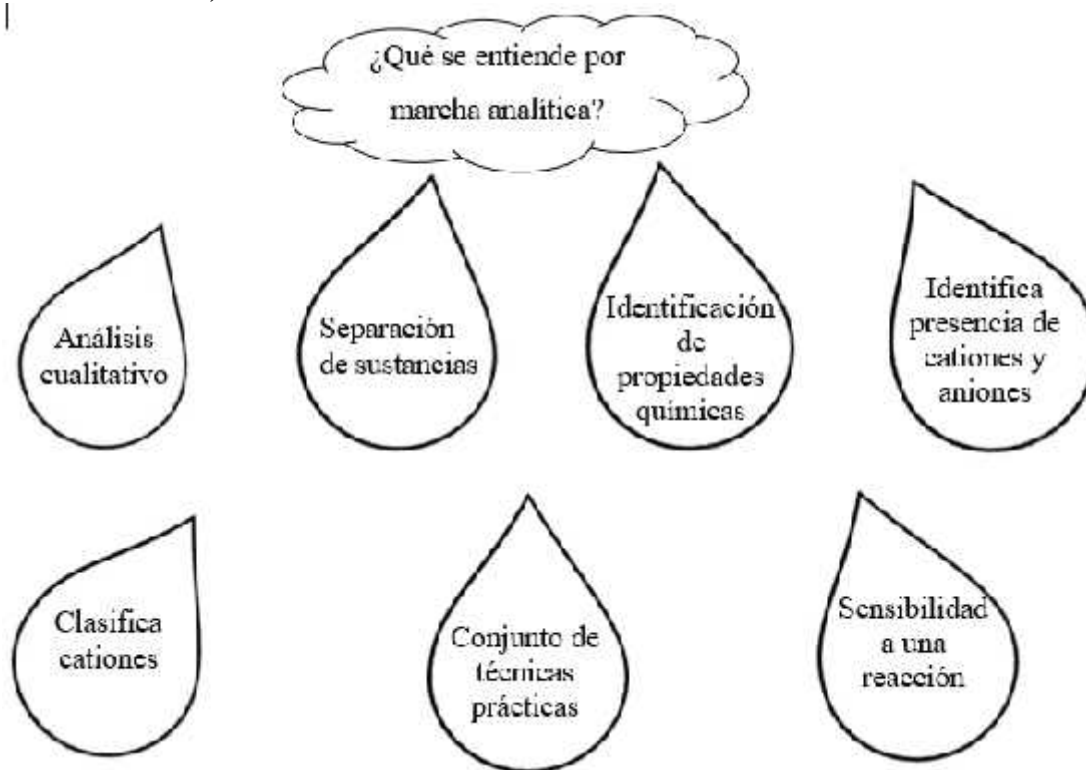 ¿Qué se entiende por
marcha analítica?
Análisis
cualitativo
Separación
de sustancias
Identificación
de
propiedades
químicas
Identifica
presencia de
cationes y
aniones
Clasifica
cationes
Conjunto de
técnicas
prácticas
Sensibilidad
a una
reacción